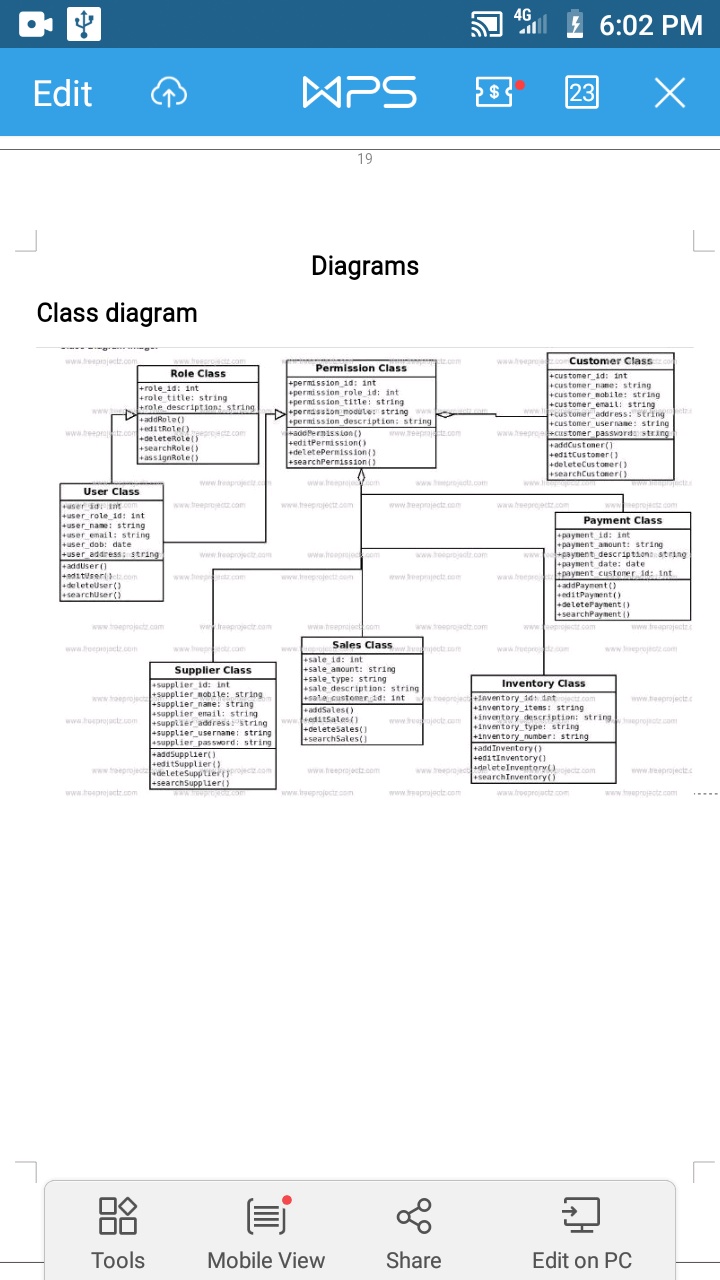 4G 6:02 PM
Edit WPS $ 23
19
Diagrams
Class diagram
Role Class
+role_id: int
+role_title: string
+role_description: string
+addRole()
+editRole()
+deleteRole()
+searchRole()
+assignRole()
Permission Class
+permission_id: int
+permission_role_id: int
+permission_title: string
+permission_module: string
+permission_description: string
+addPermission()
+editPermission()
+deletePermission()
+searchPermission()
Customer Class
+customer_id: int
+customer_name: string
+customer_mobile: string
+customer_email: string
+customer_address: string
+customer_username: string
+customer_password: string
+addCustomer()
+editCustomer()
+deleteCustomer()
+searchCustomer()
User Class
+user_id: int
+user_role_id: int
+user_name: string
+user_email: string
+user_dob: date
+user_address: string
+addUser()
+editUser()
+deleteUser()
+searchUser()
Payment Class
+payment_id: int
+payment_amount: string
+payment_description: string
+payment_date: date
+payment_customer_id: int
+addPayment()
+editPayment()
+deletePayment()
+searchPayment()
Supplier Class
+supplier_id: int
+supplier_mobile: string
+supplier_name: string
+supplier_email: string
+supplier_address: string
+supplier_username: string
+supplier_password: string
+addSupplier()
+editSupplier()
+deleteSupplier()
+searchSupplier()
Sales Class
+sale_id: int
+sale_amount: string
+sale_type: string
+sale_description: string
+sale_customer_id: int
+addSales()
+editSales()
+deleteSales()
+searchSales()
Inventory Class
+inventory_id: int
+inventory_items: string
+inventory_description: string
+inventory_type: string
+inventory_number: string
+addInventory()
+editInventory()
+deleteInventory()
+searchInventory()
www.freeprojectz.com
Tools Mobile View Share Edit on PC